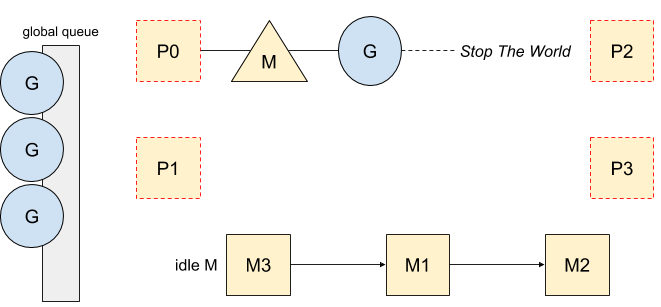 global queue
G
G
G
P0
M
G
Stop The World
P2
P1
P3
idle M
M3
M1
M2